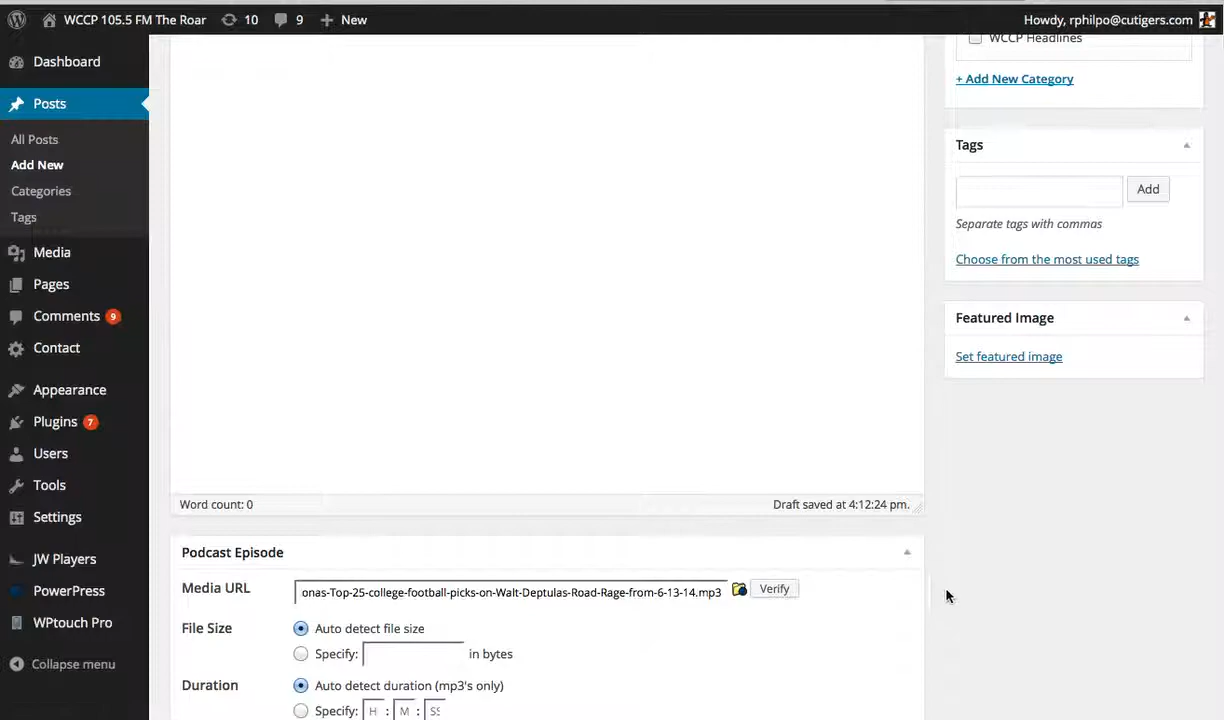 WCCP 105.5 FM The Roar 10 9 New Howdy, rphilpo@cutigers.com
Dashboard
Posts
All Posts
Add New
Categories
Tags
Media
Pages
Comments 9
Contact
Appearance
Plugins 7
Users
Tools
Settings
JW Players
PowerPress
WPtouch Pro
Collapse menu
Word count: 0 Draft saved at 4:12:24 pm.
Podcast Episode
Media URL onas-Top-25-college-football-picks-on-Walt-Deptulas-Road-Rage-from-6-13-14.mp3 Verify
File Size Auto detect file size
Specify: in bytes
Duration Auto detect duration (mp3's only)
Specify: H : M : SS
WCCP Headlines
+ Add New Category
Tags
Add
Separate tags with commas
Choose from the most used tags
Featured Image
Set featured image